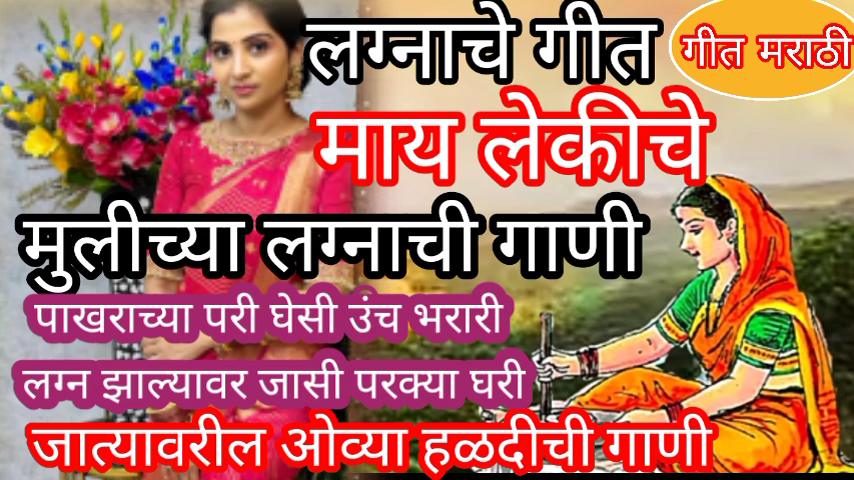 लग्नाचे गीत
गीत मराठी
माय लेकीचे
मुलीच्या लग्नाची गाणी
पाखराच्या परी घेसी उंच भरारी
लग्न झाल्यावर जासी परक्या घरी
जात्यावरील ओव्या हळदीची गाणी